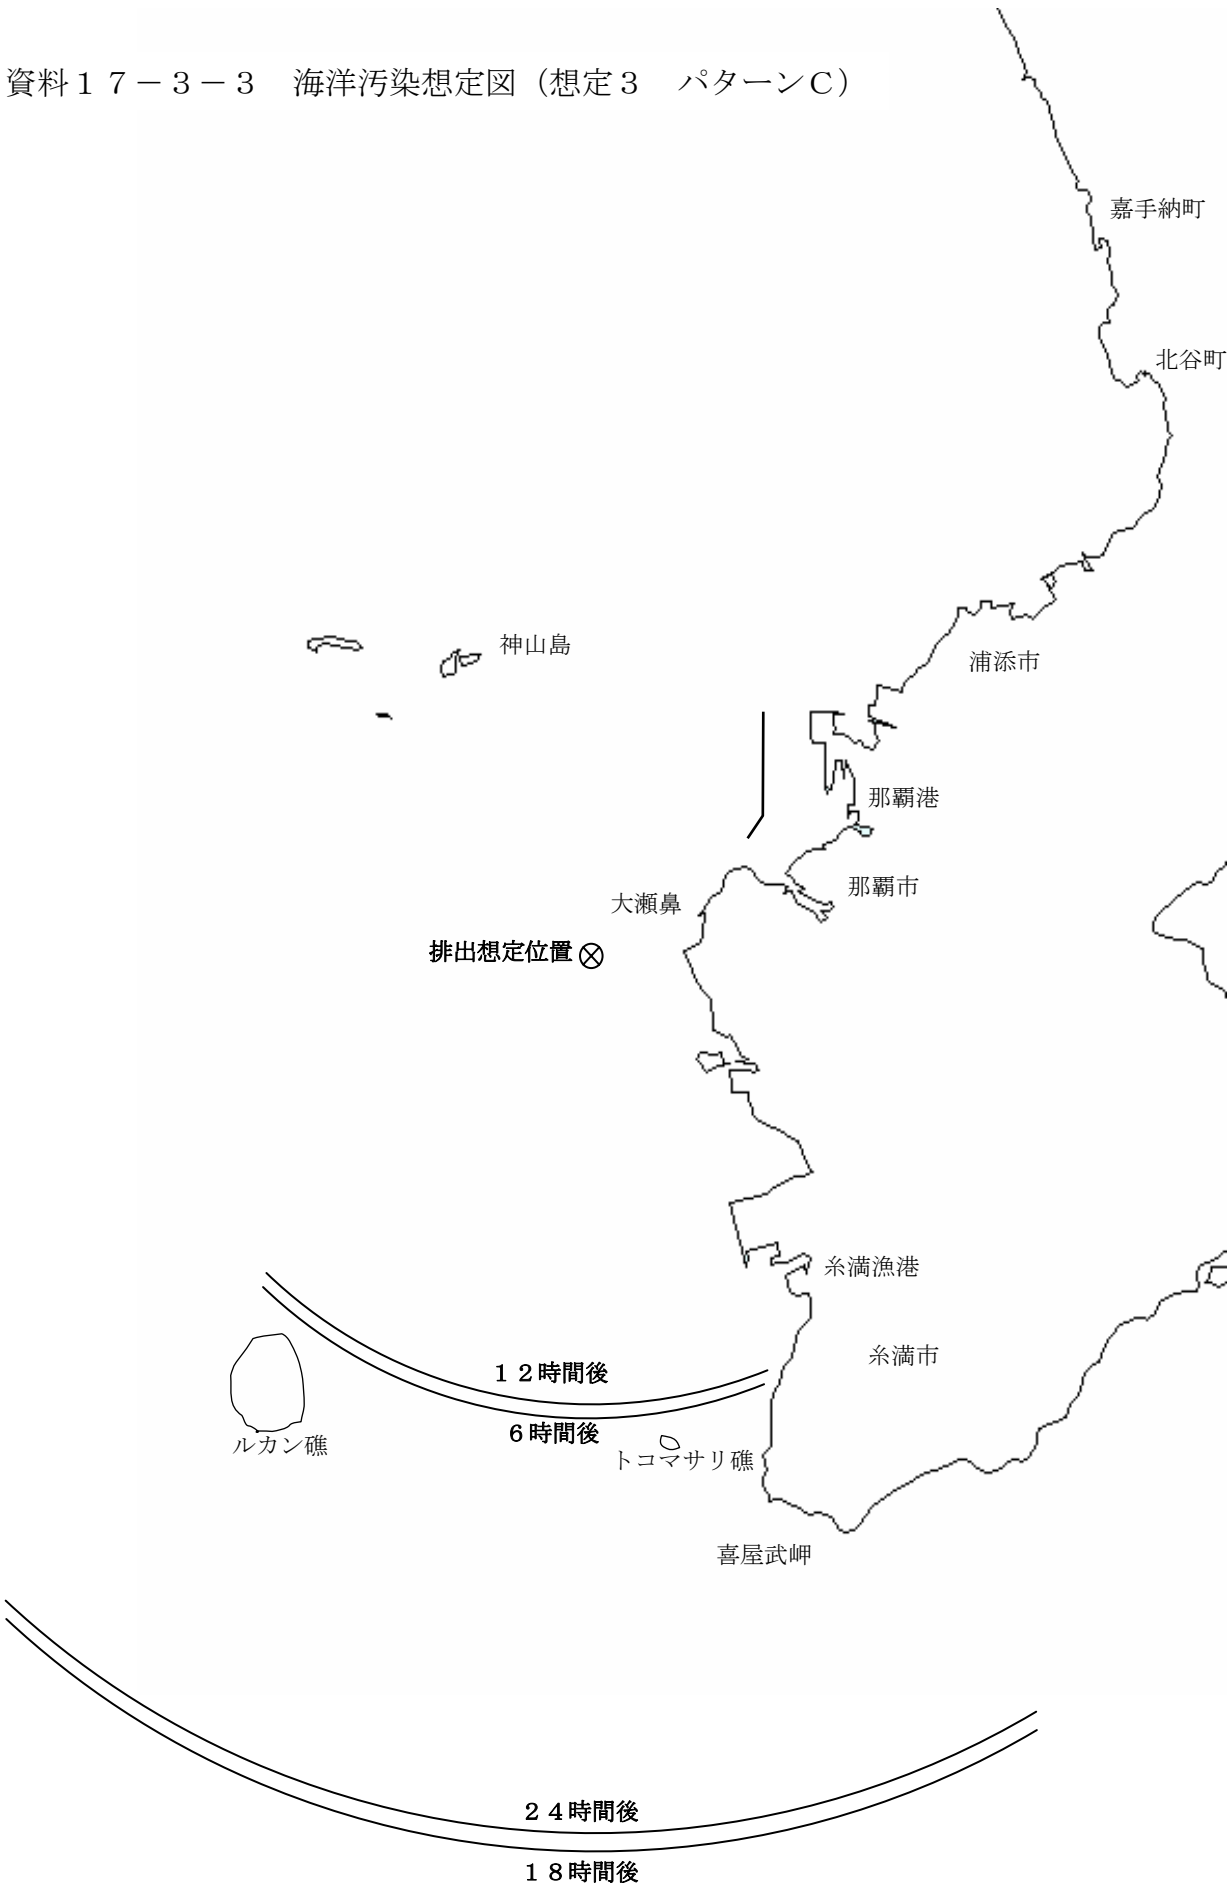 資料１７－３－３　海洋汚染想定図（想定３　パターンＣ）
嘉手納町
北谷町
神山島
浦添市
那覇港
那覇市
大瀬鼻
排出想定位置
糸満漁港
糸満市
１２時間後
６時間後
ルカン礁
トコマサリ礁
喜屋武岬
２４時間後
１８時間後